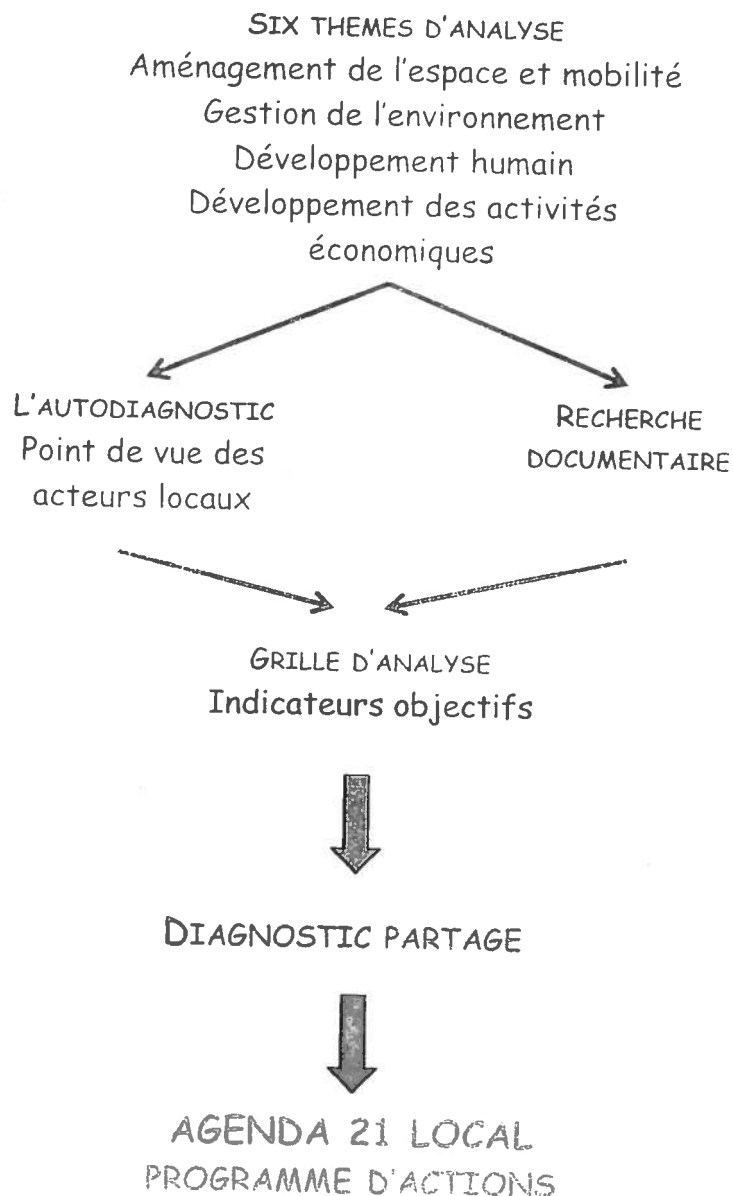 SIX THEMES D'ANALYSE
Aménagement de l'espace et mobilité
Gestion de l'environnement
Développement humain
Développement des activités
économiques
L'AUTODIAGNOSTIC
Point de vue des
acteurs locaux
RECHERCHE
DOCUMENTAIRE
GRILLE D'ANALYSE
Indicateurs objectifs
DIAGNOSTIC PARTAGE
AGENDA 21 LOCAL
PROGRAMME D'ACTIONS